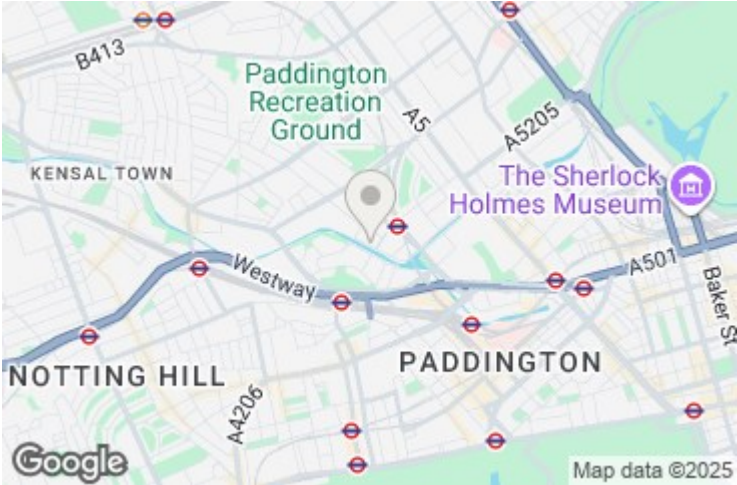 B413
Paddington
Recreation
Ground
A5
A5205
KENSAL TOWN
The Sherlock
Holmes Museum
Westway
A501
Baker St
PADDINGTON
NOTTING HILL
A4206
Google
Map data ©2025